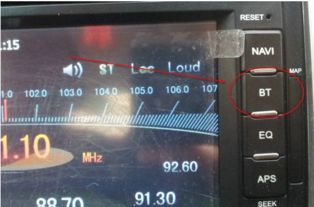 RESET
:15
NAVI
MAP
ST Loc Loud
BT
1.0 102.0 103.0 104.0 105.0 106.0 107
EQ
1.10
MHz
92.60
APS
88.70 91.30
SEEK